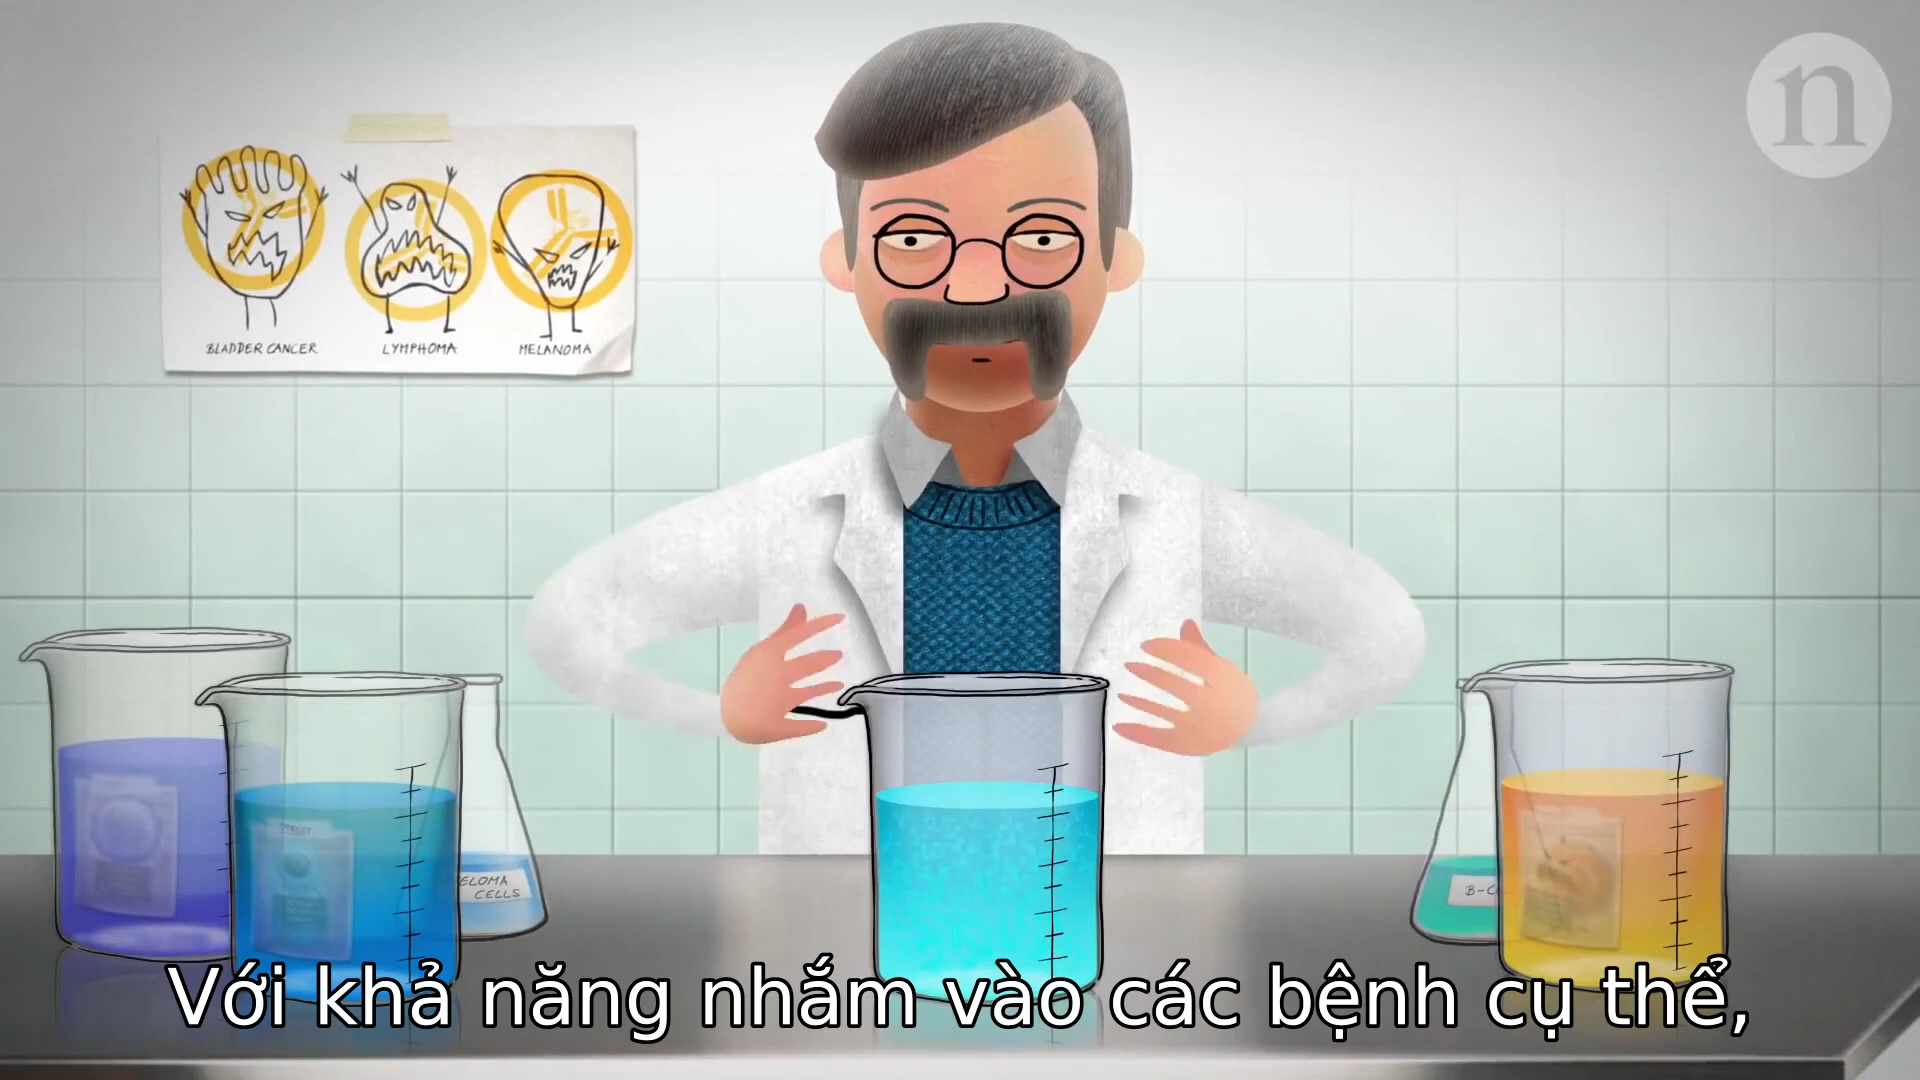 n
BLADDER CANCER
LYMPHOMA
MELANOMA
CELLS
Với khả năng nhắm vào các bệnh cụ thể,